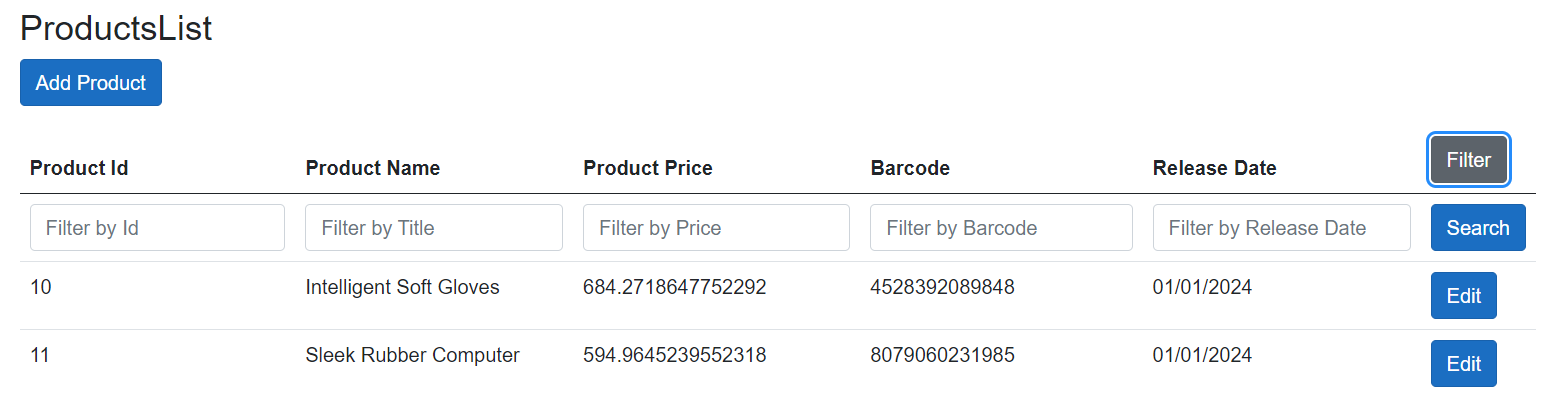 ProductsList
Add Product
Product Id Product Name Product Price Barcode Release Date Filter
Filter by Id Filter by Title Filter by Price Filter by Barcode Filter by Release Date Search
10 Intelligent Soft Gloves 684.2718647752292 4528392089848 01/01/2024 Edit
11 Sleek Rubber Computer 594.9645239552318 8079060231985 01/01/2024 Edit